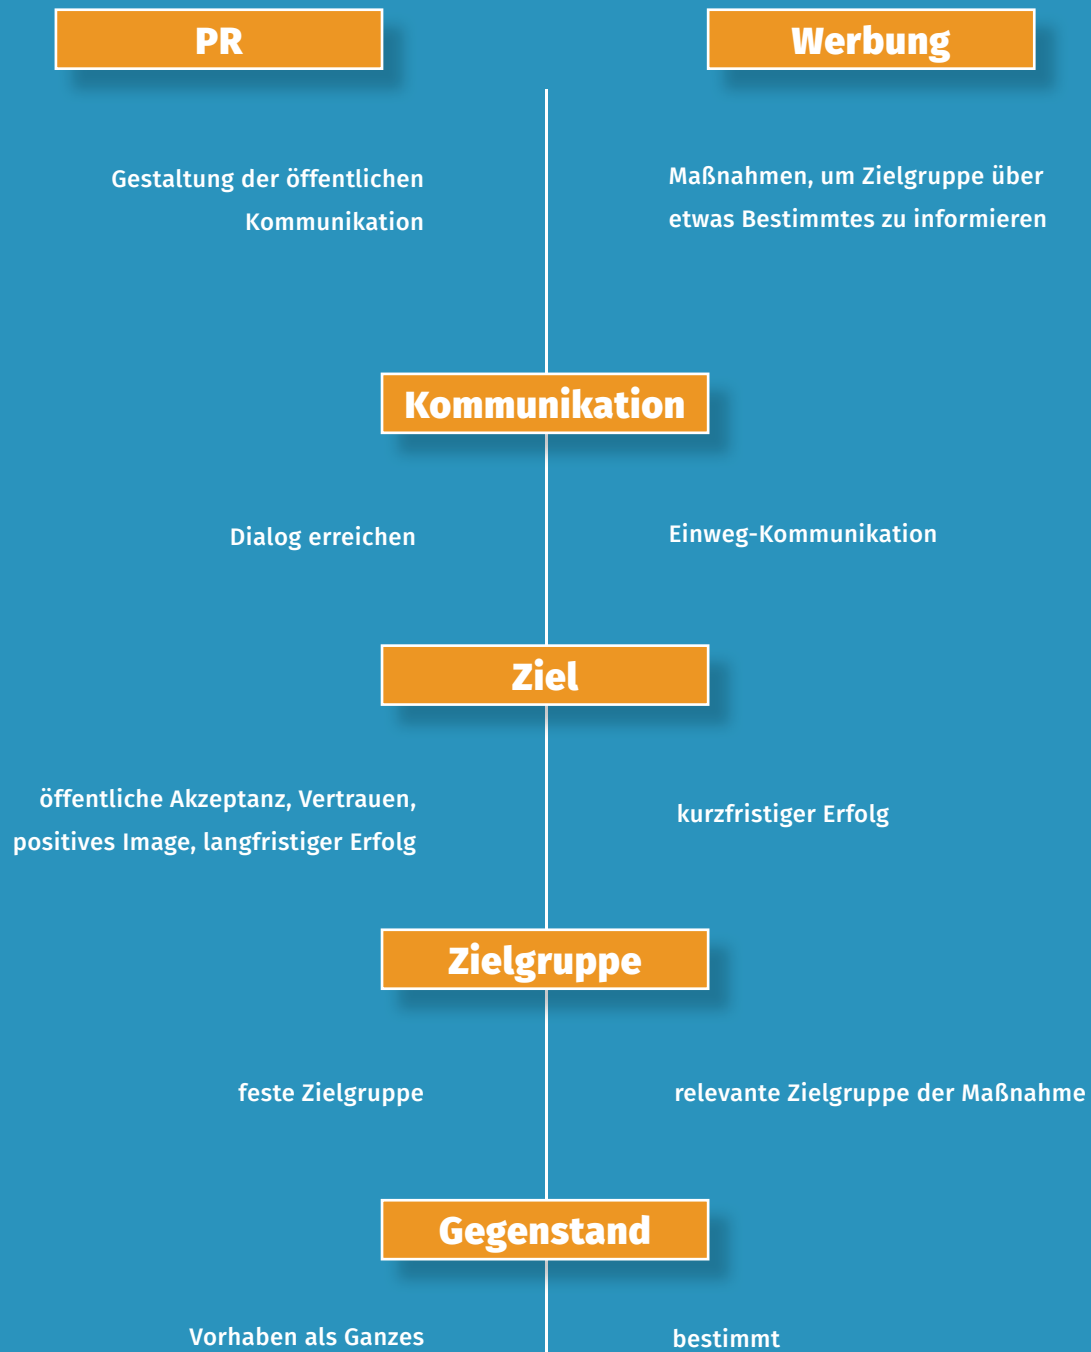 PR
Werbung
Gestaltung der öffentlichen
Kommunikation
Maßnahmen, um Zielgruppe über
etwas Bestimmtes zu informieren
Kommunikation
Dialog erreichen
Einweg-Kommunikation
Ziel
öffentliche Akzeptanz, Vertrauen,
positives Image, langfristiger Erfolg
kurzfristiger Erfolg
Zielgruppe
feste Zielgruppe
relevante Zielgruppe der Maßnahme
Gegenstand
Vorhaben als Ganzes
bestimmt